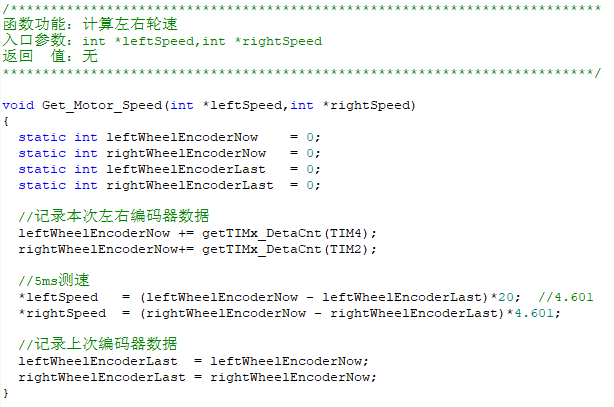 /**************************************************************************
函数功能：计算左右轮速
入口参数：int *leftSpeed,int *rightSpeed
返回  值：无
**************************************************************************/
void Get_Motor_Speed(int *leftSpeed,int *rightSpeed)
{
  static int leftWheelEncoderNow    = 0;
  static int rightWheelEncoderNow   = 0;
  static int leftWheelEncoderLast   = 0;
  static int rightWheelEncoderLast  = 0;
  //记录本次左右编码器数据
  leftWheelEncoderNow += getTIMx_DetaCnt(TIM4);
  rightWheelEncoderNow+= getTIMx_DetaCnt(TIM2);
  //5ms测速
  *leftSpeed   = (leftWheelEncoderNow - leftWheelEncoderLast)*20;  //4.601
  *rightSpeed  = (rightWheelEncoderNow - rightWheelEncoderLast)*4.601;
  //记录上次编码器数据
  leftWheelEncoderLast  = leftWheelEncoderNow;
  rightWheelEncoderLast = rightWheelEncoderNow;
}